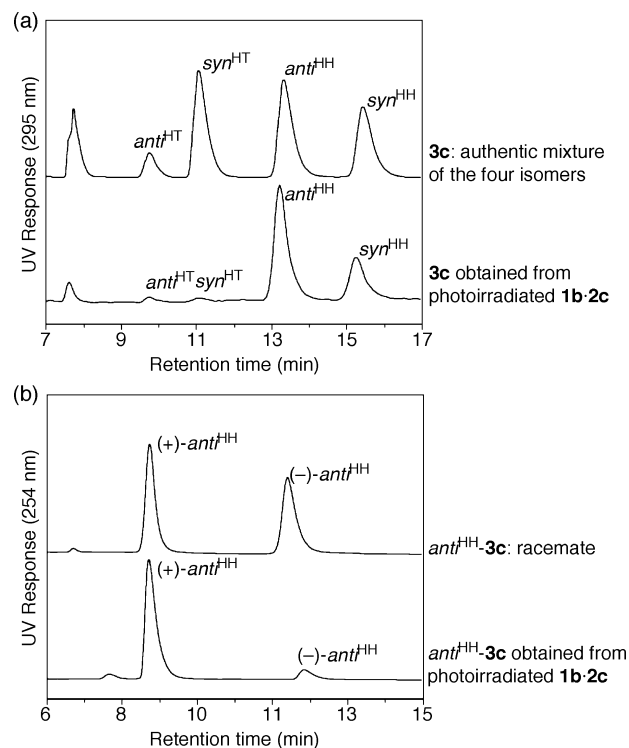 (a)
UV Response (295 nm)
antiHT
synHT
antiHH
synHH
3c: authentic mixture
of the four isomers
antiHT synHT
antiHH
synHH
3c obtained from
photoirradiated 1b·2c
7 9 11 13 15 17
Retention time (min)
(b)
UV Response (254 nm)
(+)-antiHH
(–)-antiHH
antiHH-3c: racemate
(+)-antiHH
(–)-antiHH
antiHH-3c obtained from
photoirradiated 1b·2c
6 8 10 11 13 15
Retention time (min)